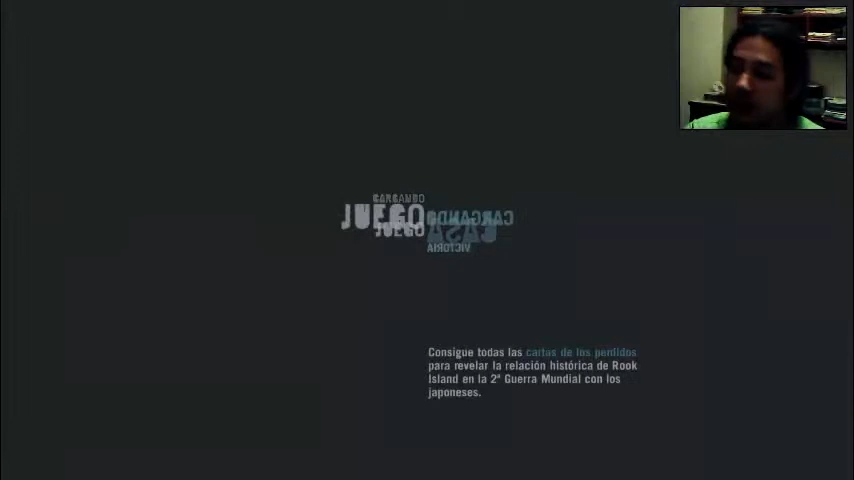 CARGANDO
JUEGO
JUEGO
CARGANDO
CASA
VICTORIA
Consigue todas las cartas de los perdidos
para revelar la relación histórica de Rook
Island en la 2ª Guerra Mundial con los
japoneses.